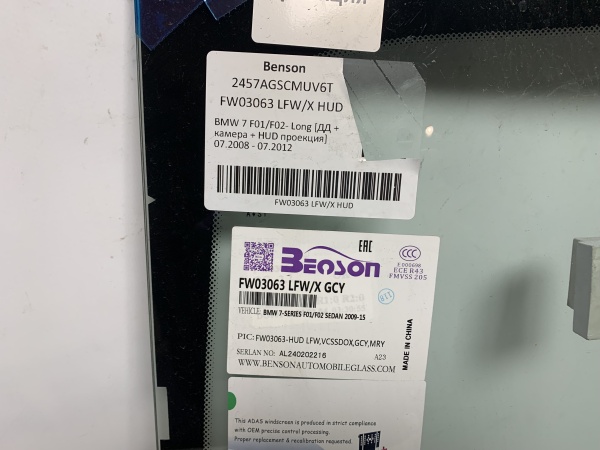 Benson
2457AGSCMUV6T
FW03063 LFW/X HUD
BMW 7 F01/F02- Long [ДД +
камера + HUD проекция]
07.2008 - 07.2012
FW03063 LFW/X HUD
BENSON
EAC
CCC
E000696
ECE R43
FMVSS 205
FW03063 LFW/X GCY
VEHICLE: BMW 7-SERIES F01/F02 SEDAN 2009-15
PIC: FW03063-HUD LFW,VCSSDOX,GCY,MRY
SERLAN NO: AL240202216
A23
WWW.BENSONAUTOMOBILEGLASS.COM
MADE IN CHINA
This ADAS windscreen is produced in strict compliance
with OEM precise control processing.
Proper replacement & recalibration requested.